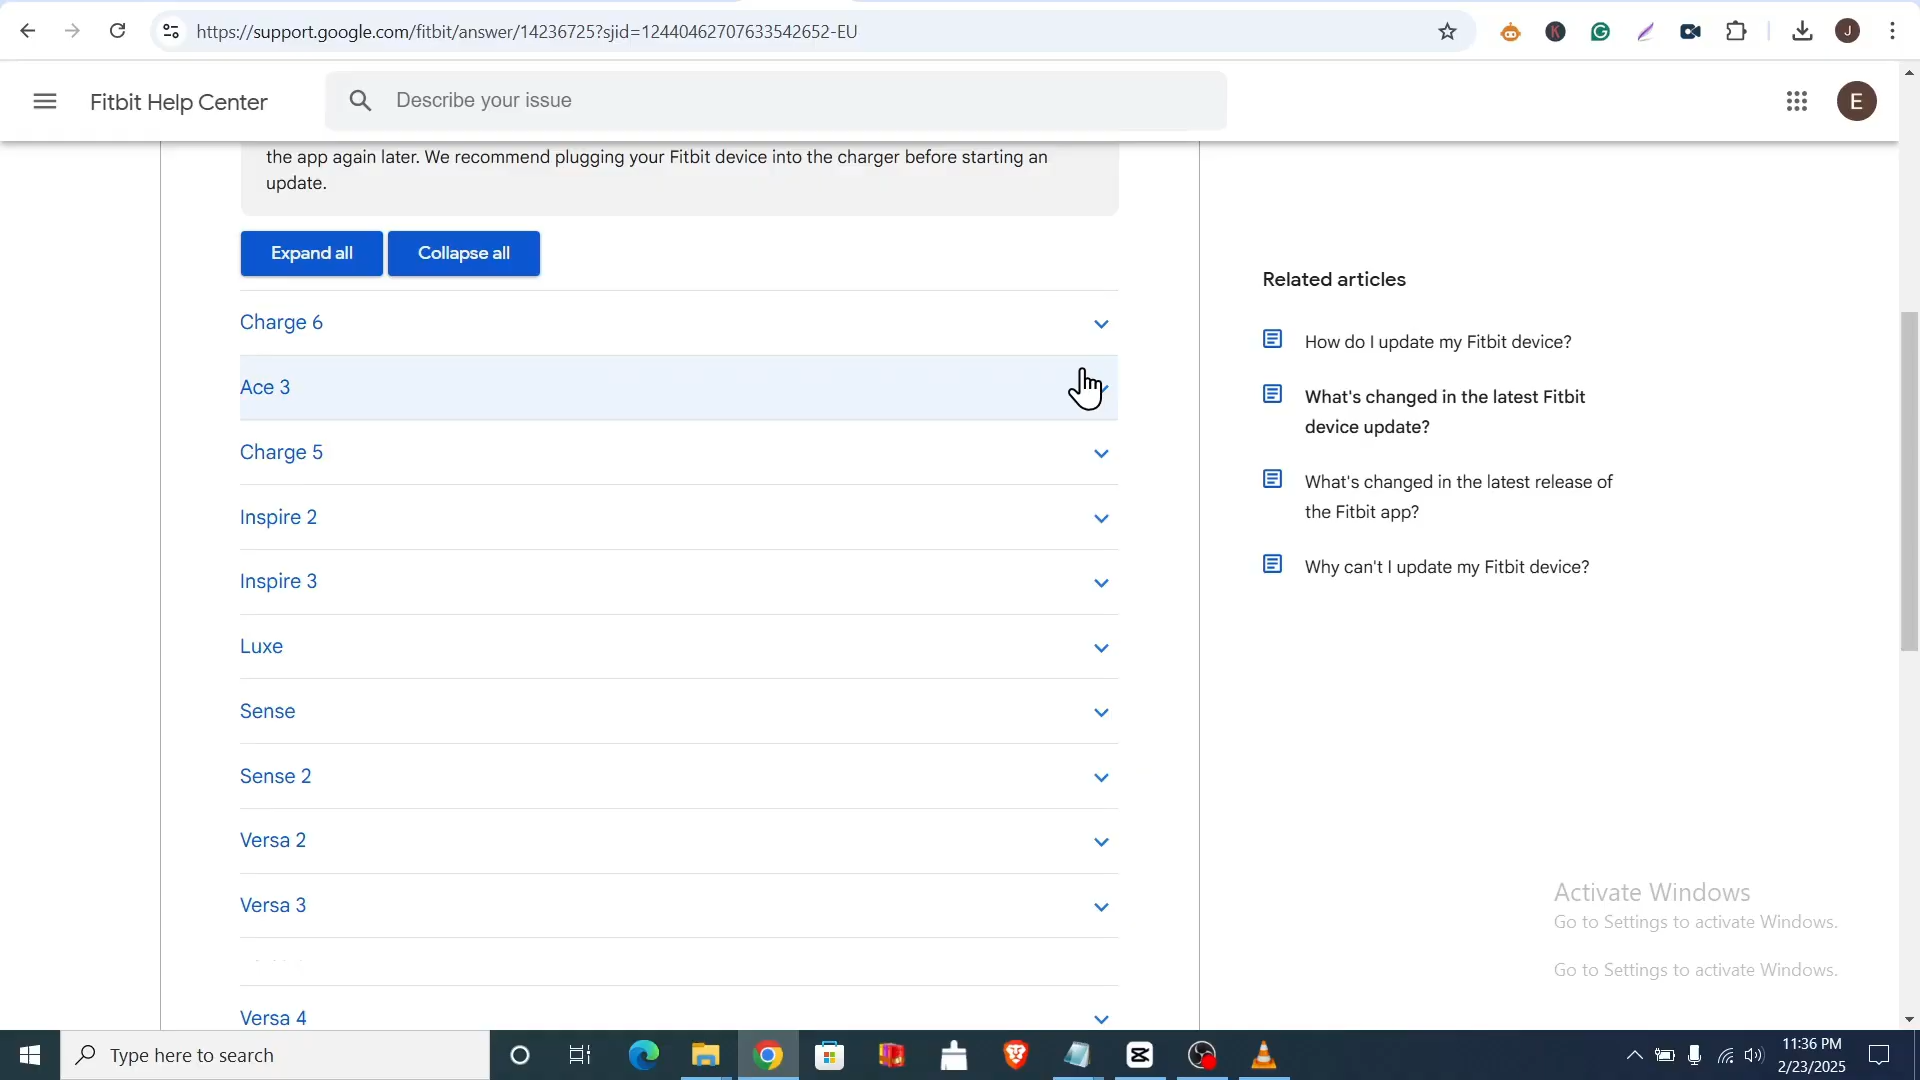 https://support.google.com/fitbit/answer/14236725?sjid=12440462707633542652-EU
J
Fitbit Help Center
Describe your issue
E
the app again later. We recommend plugging your Fitbit device into the charger before starting an
update.
Expand all
Collapse all
Charge 6
Ace 3
Charge 5
Inspire 2
Inspire 3
Luxe
Sense
Sense 2
Versa 2
Versa 3
Versa 4
Related articles
How do I update my Fitbit device?
What's changed in the latest Fitbit
device update?
What's changed in the latest release of
the Fitbit app?
Why can't I update my Fitbit device?
Activate Windows
Go to Settings to activate Windows.
Go to Settings to activate Windows.
Type here to search
11:36 PM
2/23/2025